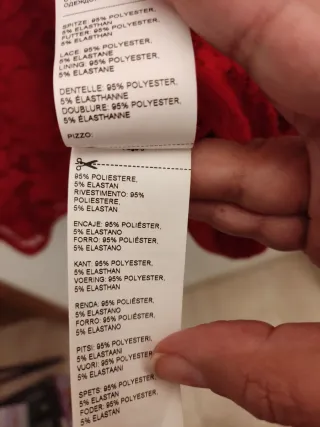 SPITZE: 95% POLYESTER,
5% ELASTHAN
FUTTER: 95% POLYESTER,
5% ELASTHAN
LACE: 95% POLYESTER,
5% ELASTANE
LINING: 95% POLYESTER,
5% ELASTANE
DENTELLE: 95% POLYESTER,
5% ÉLASTHANNE
DOUBLURE: 95% POLYESTER,
5% ÉLASTHANNE
PIZZO:
95% POLIESTERE,
5% ELASTAN
RIVESTIMENTO: 95%
POLIESTERE,
5% ELASTAN
ENCAJE: 95% POLIÉSTER,
5% ELASTANO
FORRO: 95% POLIÉSTER,
5% ELASTANO
KANT: 95% POLYESTER,
5% ELASTHAN
VOERING: 95% POLYESTER,
5% ELASTHAN
RENDA: 95% POLIÉSTER,
5% ELASTANO
FORRO: 95% POLIÉSTER,
5% ELASTANO
PITSI: 95% POLYESTERI,
5% ELASTAANI
VUORI: 95% POLYESTERI,
5% ELASTAANI
SPETS: 95% POLYESTER,
5% ELASTAN
FODER: 95% POLYESTER,
5% ELASTAN